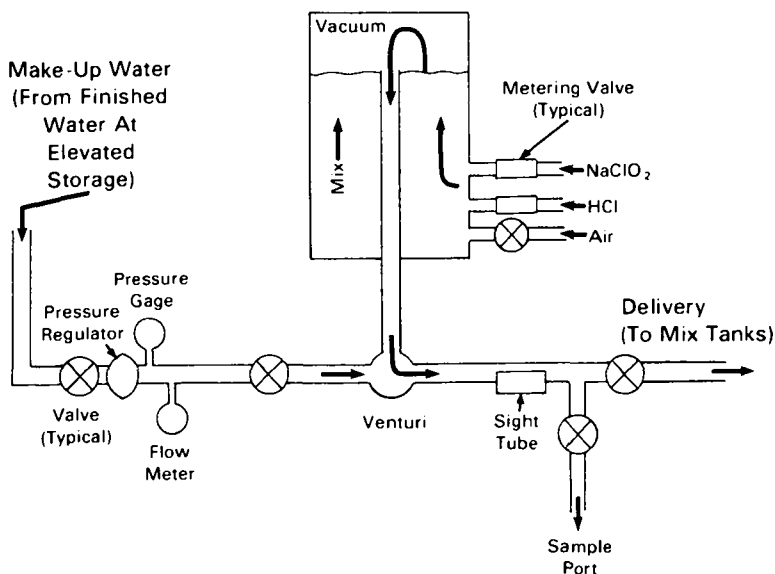 Vacuum
Make-Up Water
(From Finished
Water At
Elevated
Storage)
Metering Valve
(Typical)
Mix
NaClO₂
HCl
Air
Pressure
Gage
Pressure
Regulator
Delivery
(To Mix Tanks)
Valve
(Typical)
Flow
Meter
Venturi
Sight
Tube
Sample
Port